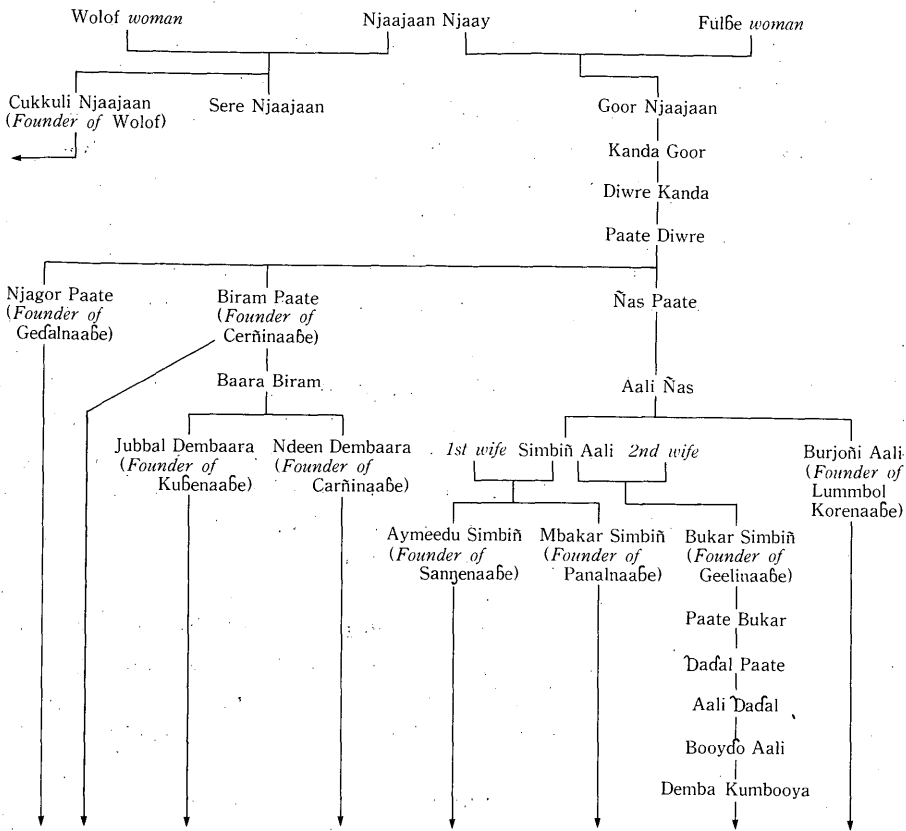 Wolof woman
Njaajaan Njaay
Fulɓe woman
Cukkuli Njaajaan
(Founder of Wolof)
Sere Njaajaan
Goor Njaajaan
Kanda Goor
Diwre Kanda
Paate Diwre
Njagor Paate
(Founder of
Geɗalnaaɓe)
Biram Paate
(Founder of
Cerñinaaɓe)
Ñas Paate
Baara Biram
Aali Ñas
Jubbal Dembaara
(Founder of
Kuɓenaaɓe)
Ndeen Dembaara
(Founder of
Carñinaaɓe)
1st wife Simbiñ Aali 2nd wife
Burjoñi Aali
(Founder of
Lummbol
Korenaaɓe)
Aymeedu Simbiñ
(Founder of
Saŋŋenaaɓe)
Mbakar Simbiñ
(Founder of
Panalnaaɓe)
Bukar Simbiñ
(Founder of
Geelinaaɓe)
Paate Bukar
Ɗaɗal Paate
Aali Ɗaɗal
Booyɗo Aali
Demba Kumbooya